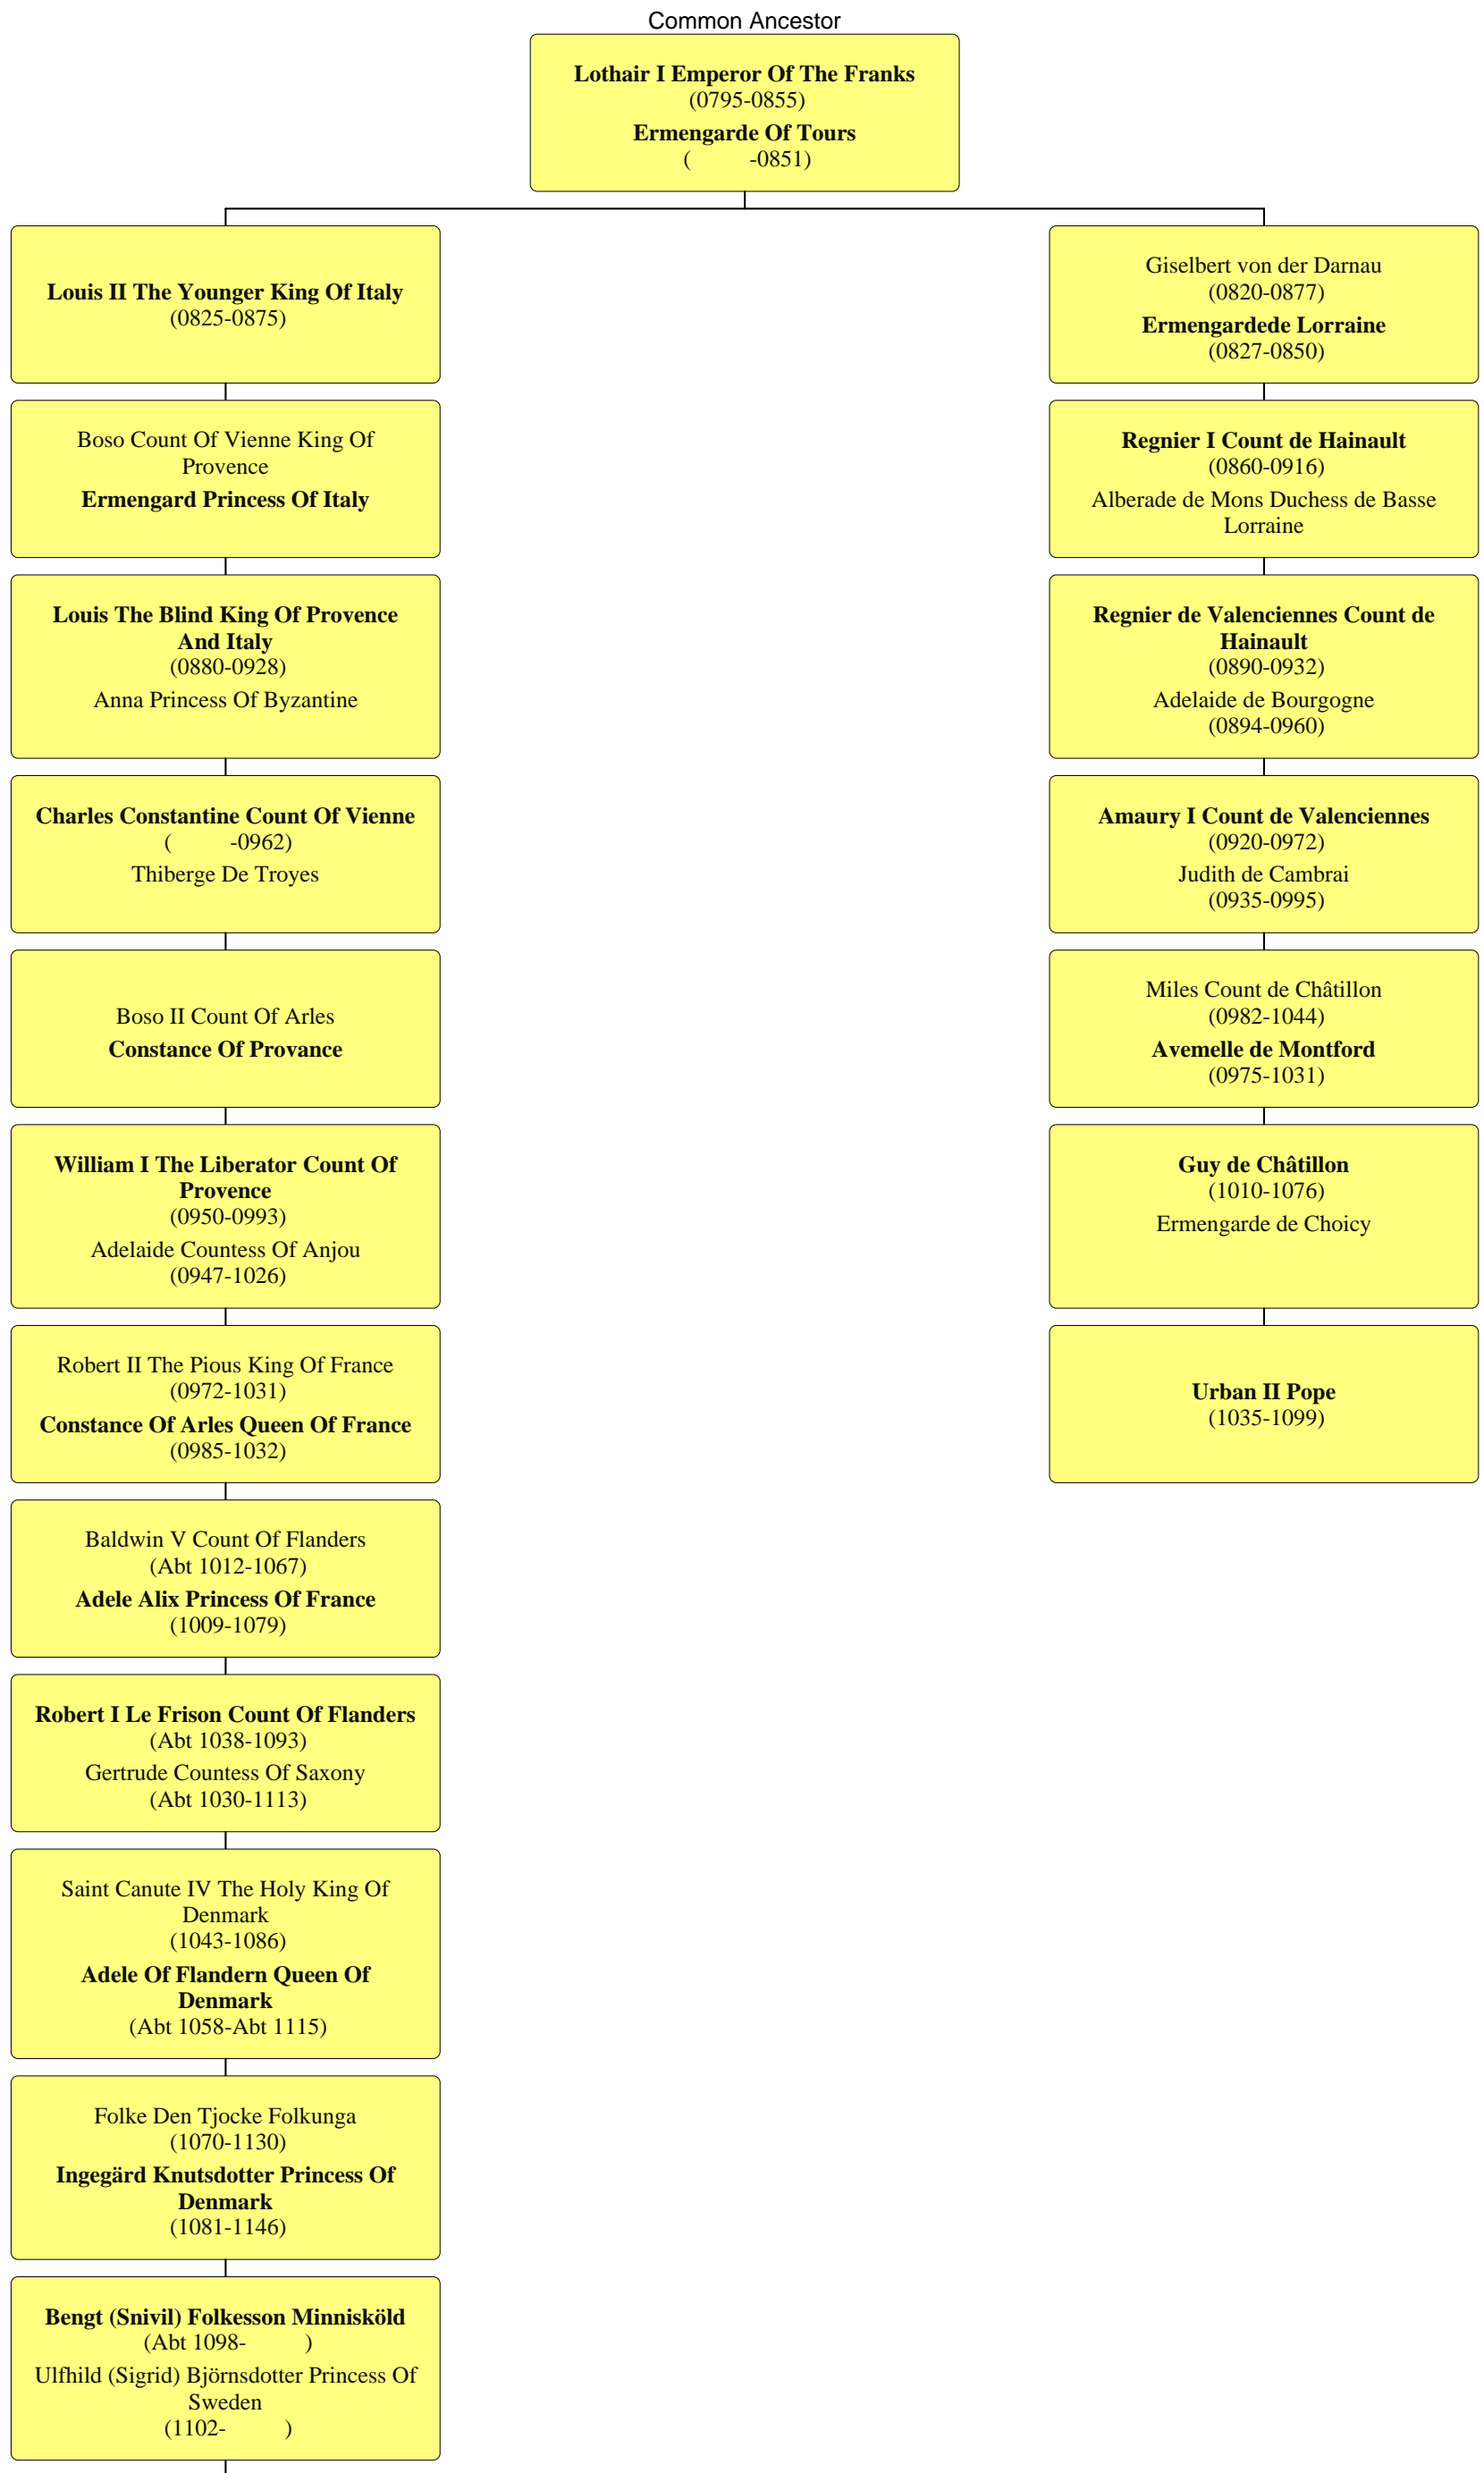 Common Ancestor
Lothair I Emperor Of The Franks
(0795-0855)
Ermengarde Of Tours
( -0851)
Louis II The Younger King Of Italy
(0825-0875)
Boso Count Of Vienne King Of
Provence
Ermengard Princess Of Italy
Louis The Blind King Of Provence
And Italy
(0880-0928)
Anna Princess Of Byzantine
Charles Constantine Count Of Vienne
( -0962)
Thiberge De Troyes
Boso II Count Of Arles
Constance Of Provance
William I The Liberator Count Of
Provence
(0950-0993)
Adelaide Countess Of Anjou
(0947-1026)
Robert II The Pious King Of France
(0972-1031)
Constance Of Arles Queen Of France
(0985-1032)
Baldwin V Count Of Flanders
(Abt 1012-1067)
Adele Alix Princess Of France
(1009-1079)
Robert I Le Frison Count Of Flanders
(Abt 1038-1093)
Gertrude Countess Of Saxony
(Abt 1030-1113)
Saint Canute IV The Holy King Of
Denmark
(1043-1086)
Adele Of Flandern Queen Of
Denmark
(Abt 1058-Abt 1115)
Folke Den Tjocke Folkunga
(1070-1130)
Ingegärd Knutsdotter Princess Of
Denmark
(1081-1146)
Bengt (Snivil) Folkesson Minnisköld
(Abt 1098- )
Ulfhild (Sigrid) Björnsdotter Princess Of
Sweden
(1102- )
Giselbert von der Darnau
(0820-0877)
Ermengardede Lorraine
(0827-0850)
Regnier I Count de Hainault
(0860-0916)
Alberade de Mons Duchess de Basse
Lorraine
Regnier de Valenciennes Count de
Hainault
(0890-0932)
Adelaide de Bourgogne
(0894-0960)
Amaury I Count de Valenciennes
(0920-0972)
Judith de Cambrai
(0935-0995)
Miles Count de Châtillon
(0982-1044)
Avemelle de Montford
(0975-1031)
Guy de Châtillon
(1010-1076)
Ermengarde de Choicy
Urban II Pope
(1035-1099)